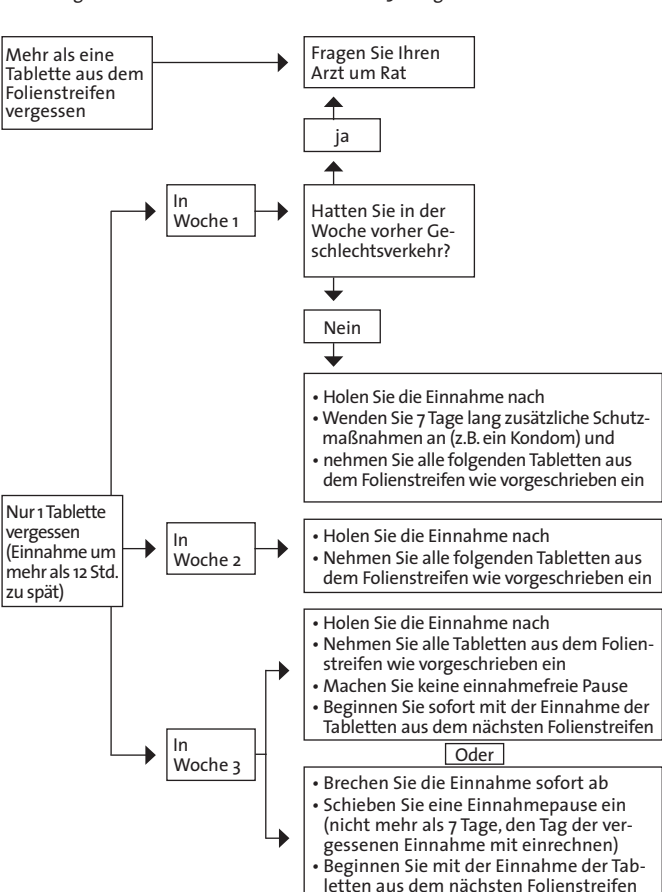 Mehr als eine
Tablette aus dem
Folienstreifen
vergessen
Fragen Sie Ihren
Arzt um Rat
ja
In
Woche 1
Hatten Sie in der
Woche vorher Ge-
schlechtsverkehr?
Nein
• Holen Sie die Einnahme nach
• Wenden Sie 7 Tage lang zusätzliche Schutz-
maßnahmen an (z.B. ein Kondom) und
• nehmen Sie alle folgenden Tabletten aus
dem Folienstreifen wie vorgeschrieben ein
Nur 1 Tablette
vergessen
(Einnahme um
mehr als 12 Std.
zu spät)
In
Woche 2
• Holen Sie die Einnahme nach
• Nehmen Sie alle folgenden Tabletten aus
dem Folienstreifen wie vorgeschrieben ein
In
Woche 3
• Holen Sie die Einnahme nach
• Nehmen Sie alle Tabletten aus dem Folien-
streifen wie vorgeschrieben ein
• Machen Sie keine einnahmefreie Pause
• Beginnen Sie sofort mit der Einnahme der
Tabletten aus dem nächsten Folienstreifen
Oder
• Brechen Sie die Einnahme sofort ab
• Schieben Sie eine Einnahmepause ein
(nicht mehr als 7 Tage, den Tag der ver-
gessenen Einnahme mit einrechnen)
• Beginnen Sie mit der Einnahme der Tab-
letten aus dem nächsten Folienstreifen